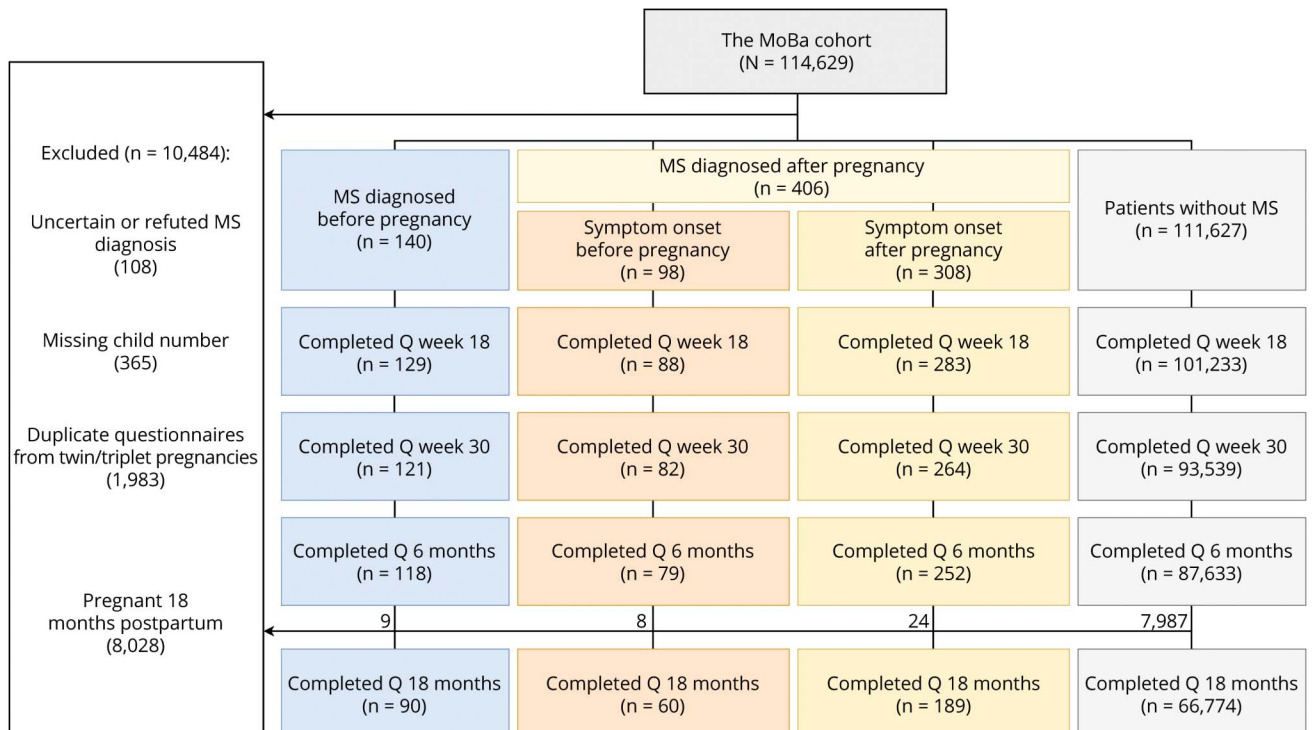 The MoBa cohort
(N = 114,629)
Excluded (n = 10,484):
Uncertain or refuted MS
diagnosis
(108)
Missing child number
(365)
Duplicate questionnaires
from twin/triplet pregnancies
(1,983)
Pregnant 18
months postpartum
(8,028)
MS diagnosed
before pregnancy
(n = 140)
MS diagnosed after pregnancy
(n = 406)
Symptom onset
before pregnancy
(n = 98)
Symptom onset
after pregnancy
(n = 308)
Patients without MS
(n = 111,627)
Completed Q week 18
(n = 129)
Completed Q week 18
(n = 88)
Completed Q week 18
(n = 283)
Completed Q week 18
(n = 101,233)
Completed Q week 30
(n = 121)
Completed Q week 30
(n = 82)
Completed Q week 30
(n = 264)
Completed Q week 30
(n = 93,539)
Completed Q 6 months
(n = 118)
Completed Q 6 months
(n = 79)
Completed Q 6 months
(n = 252)
Completed Q 6 months
(n = 87,633)
9
8
24
7,987
Completed Q 18 months
(n = 90)
Completed Q 18 months
(n = 60)
Completed Q 18 months
(n = 189)
Completed Q 18 months
(n = 66,774)